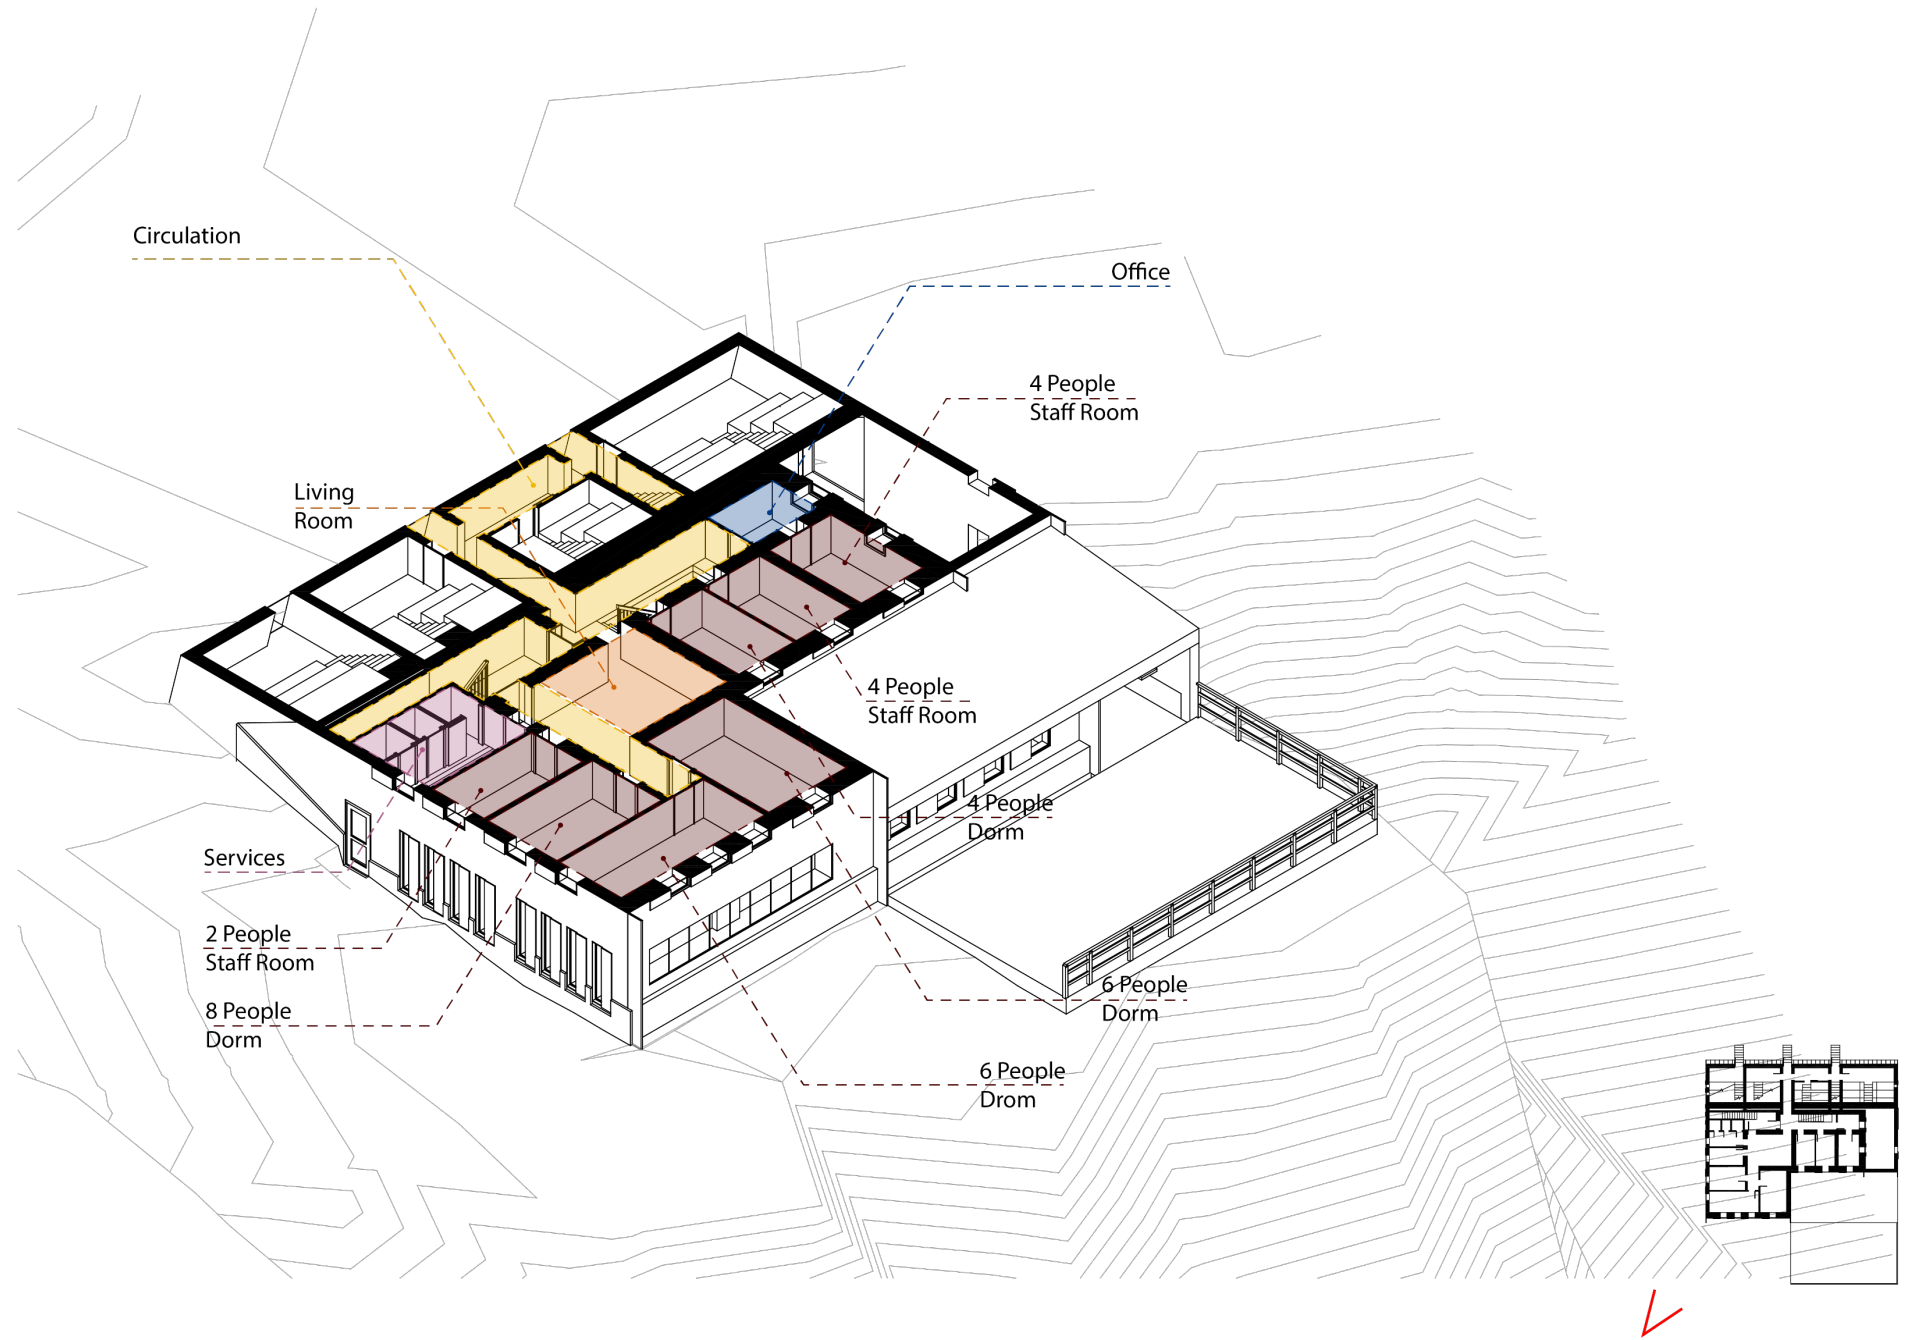 Circulation
Office
4 People
Staff Room
Living
Room
4 People
Staff Room
4 People
Dorm
Services
2 People
Staff Room
6 People
Dorm
8 People
Dorm
6 People
Drom